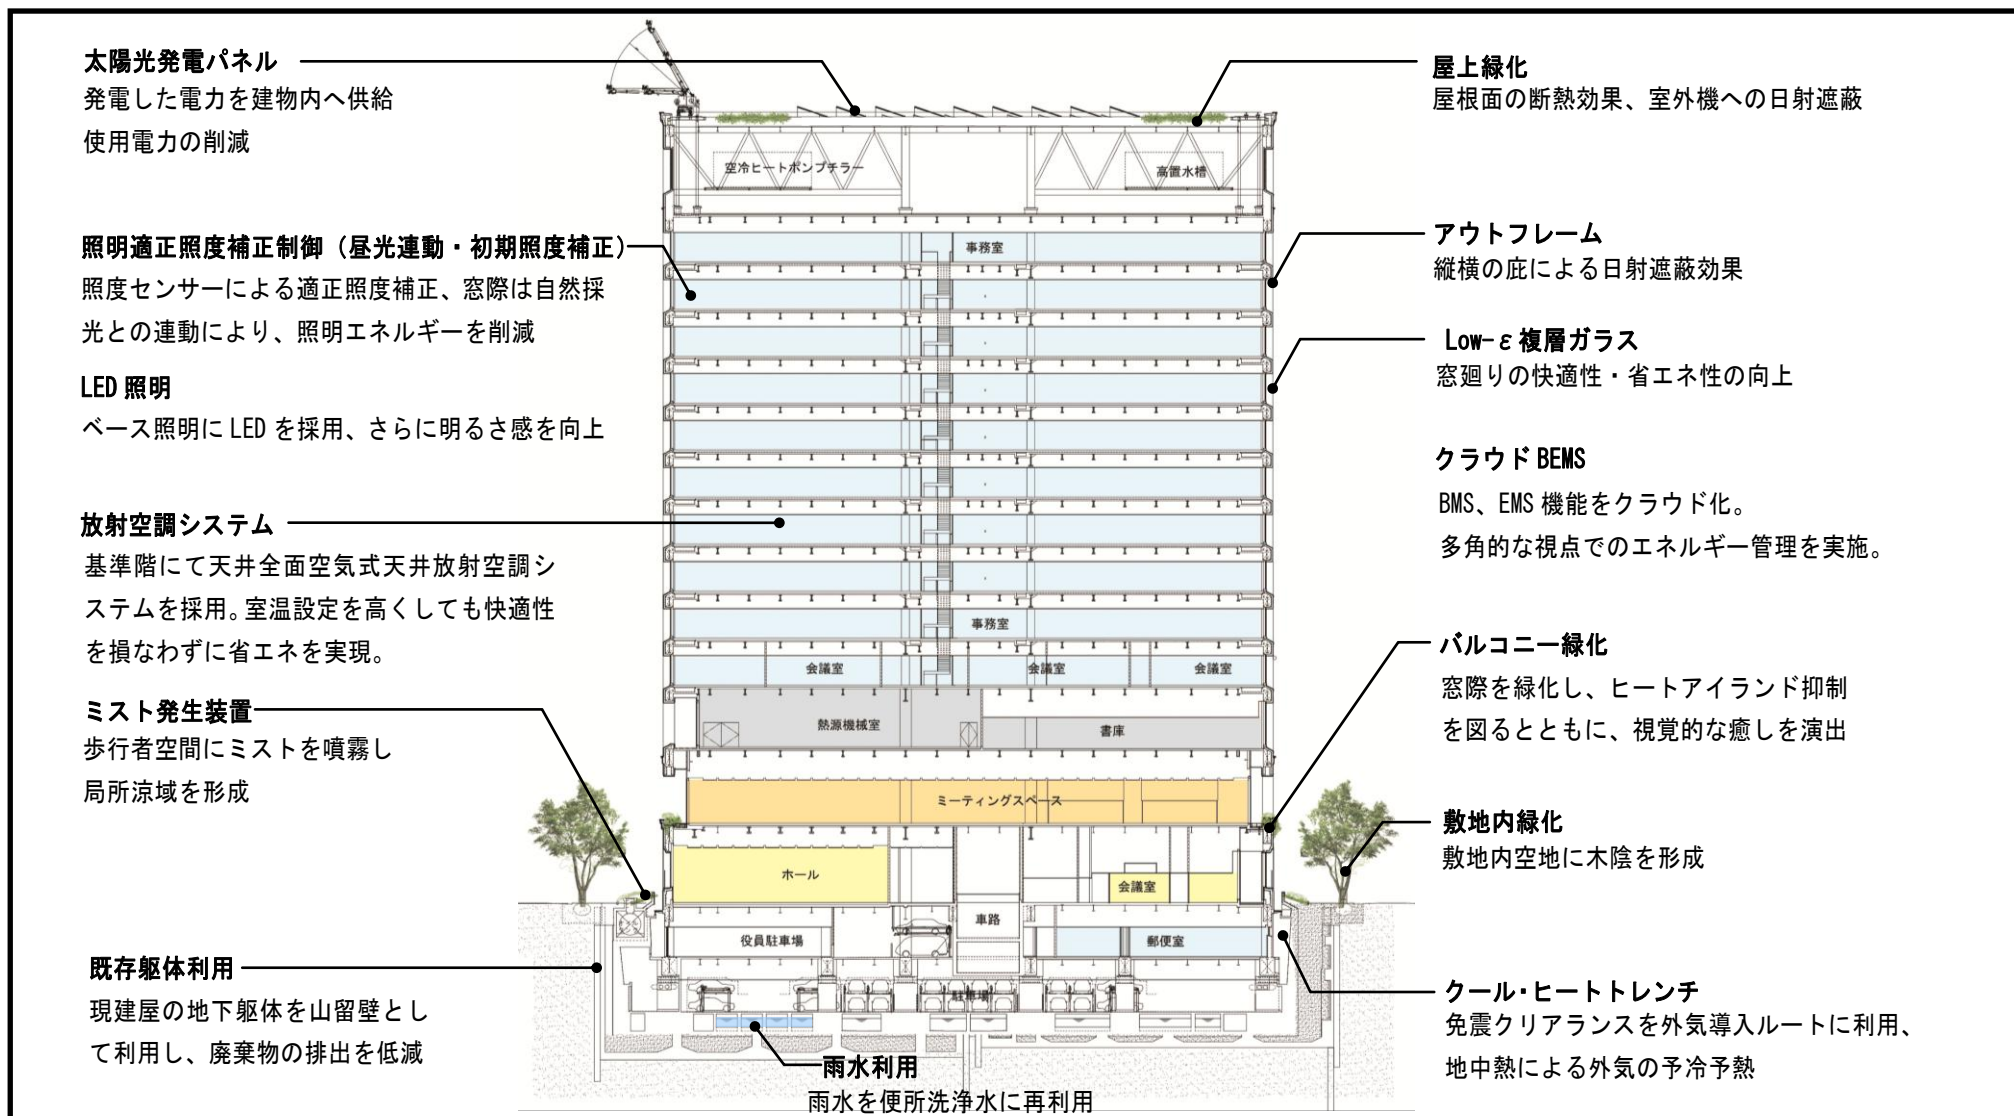 太陽光発電パネル
発電した電力を建物内へ供給
使用電力の削減
照明適正照度補正制御（昼光連動・初期照度補正）
照度センサーによる適正照度補正、窓際は自然採
光との連動により、照明エネルギーを削減
LED 照明
ベース照明に LED を採用、さらに明るさ感を向上
放射空調システム
基準階にて天井全面空気式天井放射空調シ
ステムを採用。室温設定を高くしても快適性
を損なわずに省エネを実現。
ミスト発生装置
歩行者空間にミストを噴霧し
局所涼域を形成
既存躯体利用
現建屋の地下躯体を山留壁とし
て利用し、廃棄物の排出を低減
空冷ヒートポンプチラー
高置水槽
事務室
事務室
会議室
会議室
会議室
熱源機械室
書庫
ミーティングスペース
ホール
会議室
車路
役員駐車場
郵便室
駐車場
雨水利用
雨水を便所洗浄水に再利用
屋上緑化
屋根面の断熱効果、室外機への日射遮蔽
アウトフレーム
縦横の庇による日射遮蔽効果
Low-ε複層ガラス
窓廻りの快適性・省エネ性の向上
クラウド BEMS
BMS、EMS 機能をクラウド化。
多角的な視点でのエネルギー管理を実施。
バルコニー緑化
窓際を緑化し、ヒートアイランド抑制
を図るとともに、視覚的な癒しを演出
敷地内緑化
敷地内空地に木陰を形成
クール・ヒートトレンチ
免震クリアランスを外気導入ルートに利用、
地中熱による外気の予冷予熱